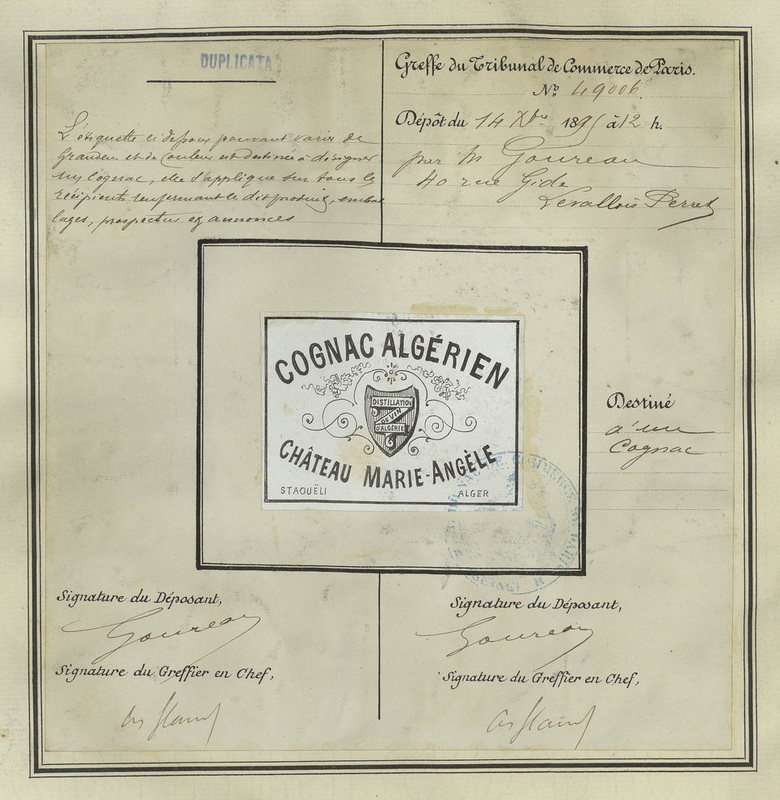 DUPLICATA
L'étiquette ci dessous pouvant varier de
grandeur et de couleur est destinée à désigner
un Cognac, elle s'applique sur tous les
récipients renfermant le dit produit, embal
lages, prospectus et annonces
Greffe du Tribunal de Commerce de Paris.
N° 49006
Dépôt du 14 Xbre 1895 à 12 h.
par M Goureau
40 rue Gide
Levallois Perret
COGNAC ALGÉRIEN
DISTILLATION
DE VIN
D'ALGÉRIE
CHÂTEAU MARIE-ANGÈLE
STAOUËLI ALGER
Destiné
à un
Cognac
Signature du Déposant,
Goureau
Signature du Greffier en Chef,
Signature du Déposant,
Goureau
Signature du Greffier en Chef,